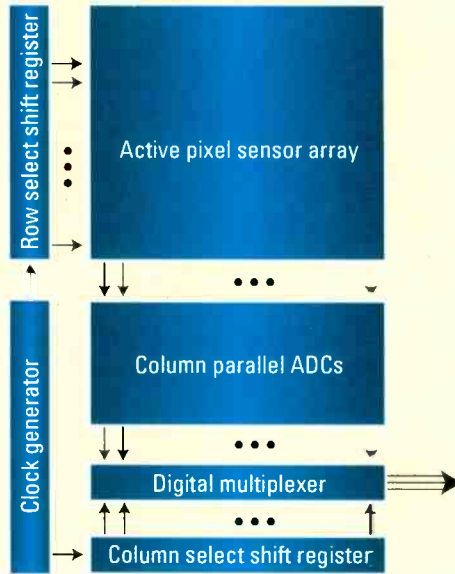 Row select shift register
Active pixel sensor array
Clock generator
Column parallel ADCs
Digital multiplexer
Column select shift register